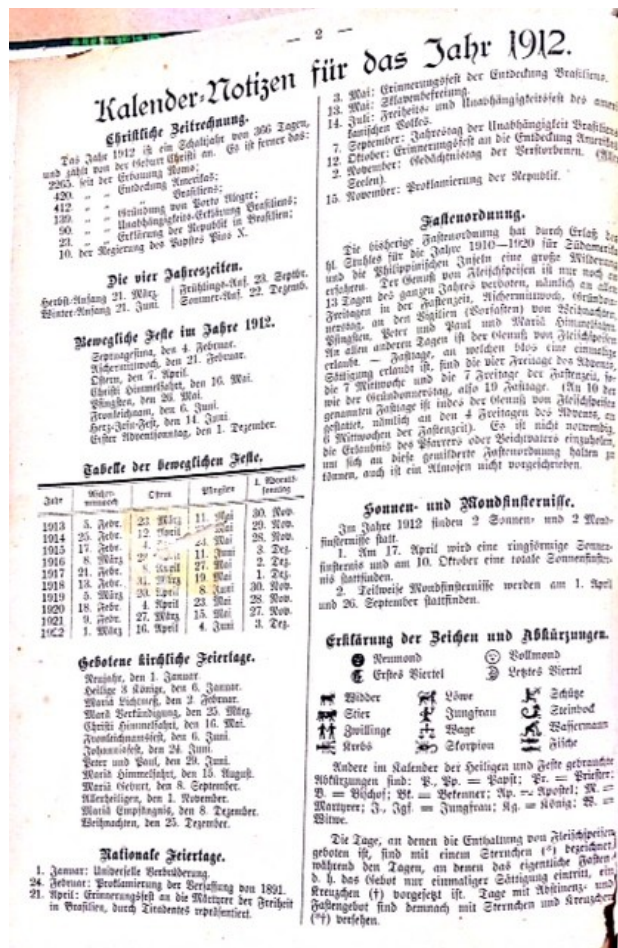 — 2 —
Kalender-Notizen für das Jahr 1912.
Christliche Zeitrechnung.
Das Jahr 1912 ist ein Schaltjahr von 366 Tagen,
und zählt von der Geburt Christi an. Es ist ferner das:
2265. seit der Erbauung Roms;
420. „ „ Entdeckung Amerikas;
412. „ „ „ Brasiliens;
139. „ „ Gründung von Porto Alegre;
90. „ „ Unabhängigkeits-Erklärung Brasiliens;
23. „ „ Erklärung der Republik in Brasilien;
10. der Regierung des Papstes Pius X.
Die vier Jahreszeiten.
Herbst-Anfang 21. März. Frühlings-Anf. 23. Septbr.
Winter-Anfang 21. Juni. Sommer-Anf. 22. Dezemb.
Bewegliche Feste im Jahre 1912.
Septuagesima, den 4. Februar.
Aschermittwoch, den 21. Februar.
Ostern, den 7. April.
Christi Himmelfahrt, den 16. Mai.
Pfingsten, den 26. Mai.
Fronleichnam, den 6. Juni.
Herz-Jesu-Fest, den 14. Juni.
Erster Adventsonntag, den 1. Dezember.
Tabelle der beweglichen Feste.
Jahr Aschermittwoch Ostern Pfingsten 1. Advents-sonntag
1913 5. Febr. 23. März 11. Mai 30. Nov.
1914 25. Febr. 12. April Mai 29. Nov.
1915 17. Febr. 4. Mai 28. Nov.
1916 8. März 11. Juni 3. Dez.
1917 21. Febr. 8. April 27. Mai 2. Dez.
1918 13. Febr. 31. März 19. Mai 1. Dez.
1919 5. März 20. April 8. Juni 30. Nov.
1920 18. Febr. 4. April 23. Mai 28. Nov.
1921 9. Febr. 27. März 15. Mai 27. Nov.
1922 1. März 16. April 4. Juni 3. Dez.
Gebotene kirchliche Feiertage.
Neujahr, den 1. Januar.
Heilige 3 Könige, den 6. Januar.
Mariä Lichtmeß, den 2. Februar.
Mariä Verkündigung, den 25. März.
Christi Himmelfahrt, den 16. Mai.
Fronleichnamsfest, den 6. Juni.
Johannisfest, den 24. Juni.
Peter und Paul, den 29. Juni.
Mariä Himmelfahrt, den 15. August.
Mariä Geburt, den 8. September.
Allerheiligen, den 1. November.
Mariä Empfängnis, den 8. Dezember.
Weihnachten, den 25. Dezember.
Nationale Feiertage.
1. Januar: Universelle Verbrüderung.
24. Februar: Proklamierung der Verfassung von 1891.
21. April: Erinnerungsfest an die Märtyrer der Freiheit
in Brasilien, durch Tiradentes repräsentiert.
3. Mai: Erinnerungsfest der Entdeckung Brasiliens.
13. Mai: Sklavenbefreiung.
14. Juli: Freiheits- und Unabhängigkeitsfest des ameri-
kanischen Volkes.
7. September: Jahrestag der Unabhängigkeit Brasiliens
12. Oktober: Erinnerungsfest an die Entdeckung Amerikas
2. November: Gedächtnistag der Verstorbenen. (Aller
Seelen).
15. November: Proklamierung der Republik.
Fastenordnung.
Die bisherige Fastenordnung hat durch Erlaß des
hl. Stuhles für die Jahre 1910—1920 für Südamerika
und die Philippinischen Inseln eine große Milderung
erfahren. Der Genuß von Fleischspeisen ist nur noch an
13 Tagen des ganzen Jahres verboten, nämlich an allen
Freitagen in der Fastenzeit, Aschermittwoch, Gründon-
nerstag, an den Vigilien (Vorfasten) von Weihnachten,
Pfingsten, Peter und Paul und Mariä Himmelfahrt.
An allen anderen Tagen ist der Genuß von Fleischspeisen
erlaubt. — Fasttage, an welchen blos eine einmalige
Sättigung erlaubt ist, sind die vier Freitage des Advents,
die 7 Mittwoche und die 7 Freitage der Fastenzeit, so-
wie der Gründonnerstag, also 19 Fasttage. (An 10 der
genannten Fasttage ist indes der Genuß von Fleischspeisen
gestattet, nämlich an den 4 Freitagen des Advents, an
6 Mittwochen der Fastenzeit). Es ist nicht notwendig,
die Erlaubnis des Pfarrers oder Beichtvaters einzuholen,
um sich an diese gemilderte Fastenordnung halten zu
können, auch ist ein Almosen nicht vorgeschrieben.
Sonnen- und Mondfinsternisse.
Im Jahre 1912 finden 2 Sonnen- und 2 Mond-
finsternisse statt.
1. Am 17. April wird eine ringförmige Sonnen-
finsternis und am 10. Oktober eine totale Sonnenfinster-
nis stattfinden.
2. Teilweise Mondfinsternisse werden am 1. April
und 26. September stattfinden.
Erklärung der Zeichen und Abkürzungen.
Neumond Vollmond
Erstes Viertel Letztes Viertel
Widder Löwe Schütze
Stier Jungfrau Steinbock
Zwillinge Wage Wassermann
Krebs Skorpion Fische
Andere im Kalender der Heiligen und Feste gebrauchte
Abkürzungen sind: P., Pp. = Papst; Pr. = Priester;
B. = Bischof; Bk. = Bekenner; Ap. = Apostel; M. =
Martyrer; J., Jgf. = Jungfrau; Kg. = König; W. =
Witwe.
Die Tage, an denen die Enthaltung von Fleischspeisen
geboten ist, sind mit einem Sternchen (*) bezeichnet,
während den Tagen, an denen das eigentliche Fasten,
d. h. das Gebot nur einmaliger Sättigung eintritt, ein
Kreuzchen (†) vorgesetzt ist. Tage mit Abstinenz- und
Fastengebot sind demnach mit Sternchen und Kreuzchen
(*†) versehen.